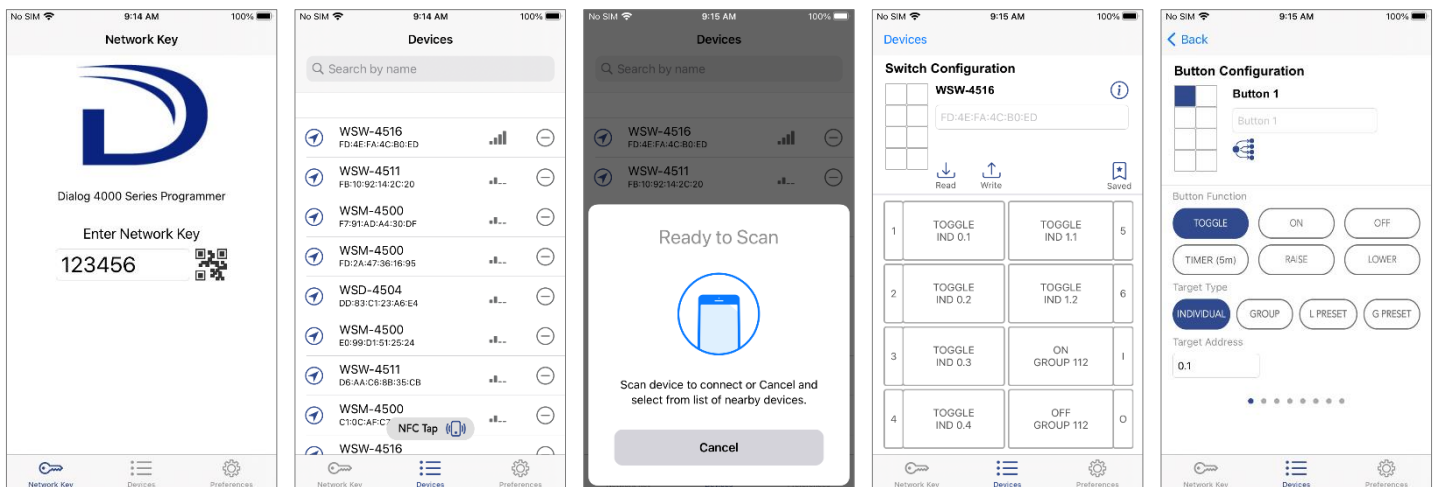 No SIM 9:14 AM 100%
Network Key
Dialog 4000 Series Programmer
Enter Network Key
123456
Network Key Devices Preferences
No SIM 9:14 AM 100%
Devices
Search by name
WSW-4516
FD:4E:FA:4C:B0:ED
WSW-4511
FB:10:92:14:2C:20
WSM-4500
F7:91:AD:A4:30:DF
WSM-4500
FD:2A:47:36:16:95
WSD-4504
DD:83:C1:23:A6:E4
WSM-4500
E0:99:D1:51:25:24
WSW-4511
D6:AA:C6:8B:35:CB
WSM-4500
C1:0C:AF:C
NFC Tap
WSW-4516
Network Key Devices Preferences
No SIM 9:15 AM 100%
Devices
Search by name
WSW-4516
FD:4E:FA:4C:B0:ED
WSW-4511
FB:10:92:14:2C:20
Ready to Scan
Scan device to connect or Cancel and
select from list of nearby devices.
Cancel
Network Key Devices Preferences
No SIM 9:15 AM 100%
Devices
Switch Configuration
WSW-4516
FD:4E:FA:4C:B0:ED
Read Write Saved
1 TOGGLE IND 0.1 TOGGLE IND 1.1 5
2 TOGGLE IND 0.2 TOGGLE IND 1.2 6
3 TOGGLE IND 0.3 ON GROUP 112 I
4 TOGGLE IND 0.4 OFF GROUP 112 O
Network Key Devices Preferences
No SIM 9:15 AM 100%
Back
Button Configuration
Button 1
Button 1
Button Function
TOGGLE ON OFF
TIMER (5m) RAISE LOWER
Target Type
INDIVIDUAL GROUP L PRESET G PRESET
Target Address
0.1
Network Key Devices Preferences